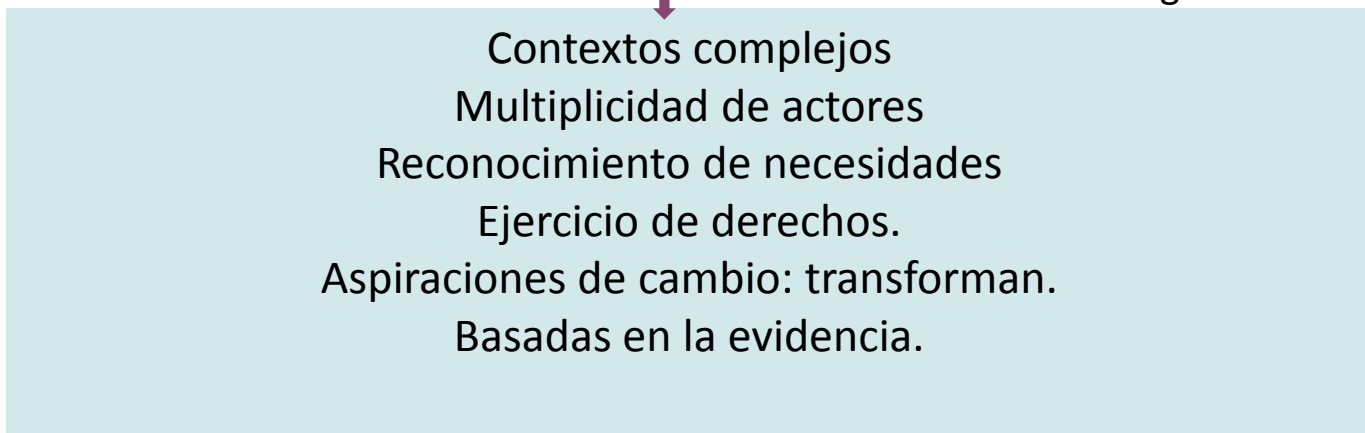 Contextos complejos
Multiplicidad de actores
Reconocimiento de necesidades
Ejercicio de derechos.
Aspiraciones de cambio: transforman.
Basadas en la evidencia.